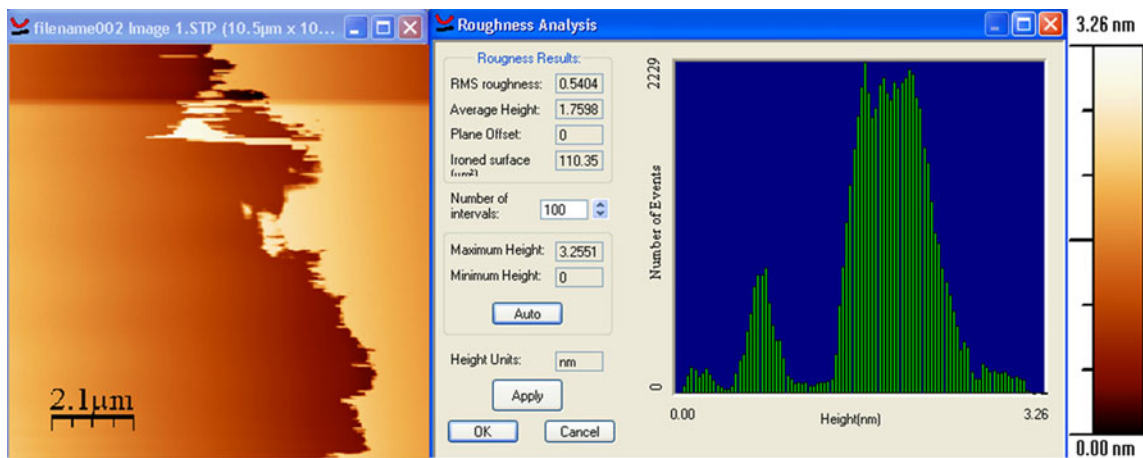 filename002 Image 1.STP (10.5µm x 10...
2.1µm
Roughness Analysis
Rougness Results:
RMS roughness: 0.5404
Average Height: 1.7598
Plane Offset: 0
Ironed surface 110.35
(µm²)
Number of
intervals: 100
Maximum Height: 3.2551
Minimum Height: 0
Auto
Height Units: nm
Apply
OK Cancel
2229
Number of Events
0
0.00 Height(nm) 3.26
3.26 nm
0.00 nm